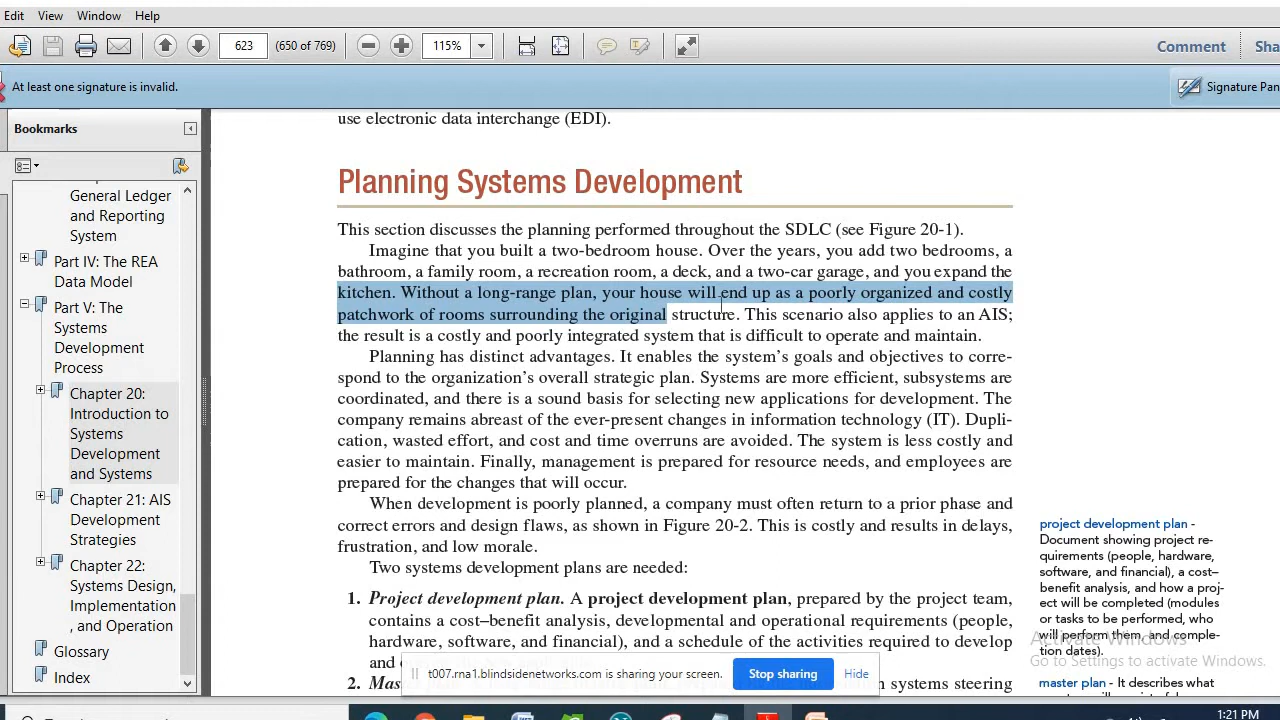 Edit View Window Help
623 (650 of 769) 115% Comment
At least one signature is invalid.
Signature Pan
Bookmarks
General Ledger
and Reporting
System
Part IV: The REA
Data Model
Part V: The
Systems
Development
Process
Chapter 20:
Introduction to
Systems
Development
and Systems
Chapter 21: AIS
Development
Strategies
Chapter 22:
Systems Design,
Implementation
, and Operation
Glossary
Index
use electronic data interchange (EDI).
Planning Systems Development
This section discusses the planning performed throughout the SDLC (see Figure 20-1).
Imagine that you built a two-bedroom house. Over the years, you add two bedrooms, a
bathroom, a family room, a recreation room, a deck, and a two-car garage, and you expand the
kitchen. Without a long-range plan, your house will end up as a poorly organized and costly
patchwork of rooms surrounding the original structure. This scenario also applies to an AIS;
the result is a costly and poorly integrated system that is difficult to operate and maintain.
Planning has distinct advantages. It enables the system's goals and objectives to corre-
spond to the organization's overall strategic plan. Systems are more efficient, subsystems are
coordinated, and there is a sound basis for selecting new applications for development. The
company remains abreast of the ever-present changes in information technology (IT). Dupli-
cation, wasted effort, and cost and time overruns are avoided. The system is less costly and
easier to maintain. Finally, management is prepared for resource needs, and employees are
prepared for the changes that will occur.
When development is poorly planned, a company must often return to a prior phase and
correct errors and design flaws, as shown in Figure 20-2. This is costly and results in delays,
frustration, and low morale.
Two systems development plans are needed:
1. Project development plan. A project development plan, prepared by the project team,
contains a cost–benefit analysis, developmental and operational requirements (people,
hardware, software, and financial), and a schedule of the activities required to develop
and
2.
n systems steering
project development plan -
Document showing project re-
quirements (people, hardware,
software, and financial), a cost–
benefit analysis, and how a proj-
ect will be completed (modules
or tasks to be performed, who
will perform them, and comple-
tion dates).
master plan - It describes what
Activate Windows
Go to Settings to activate Windows.
t007.rna1.blindsidenetworks.com is sharing your screen. Stop sharing Hide
1:21 PM